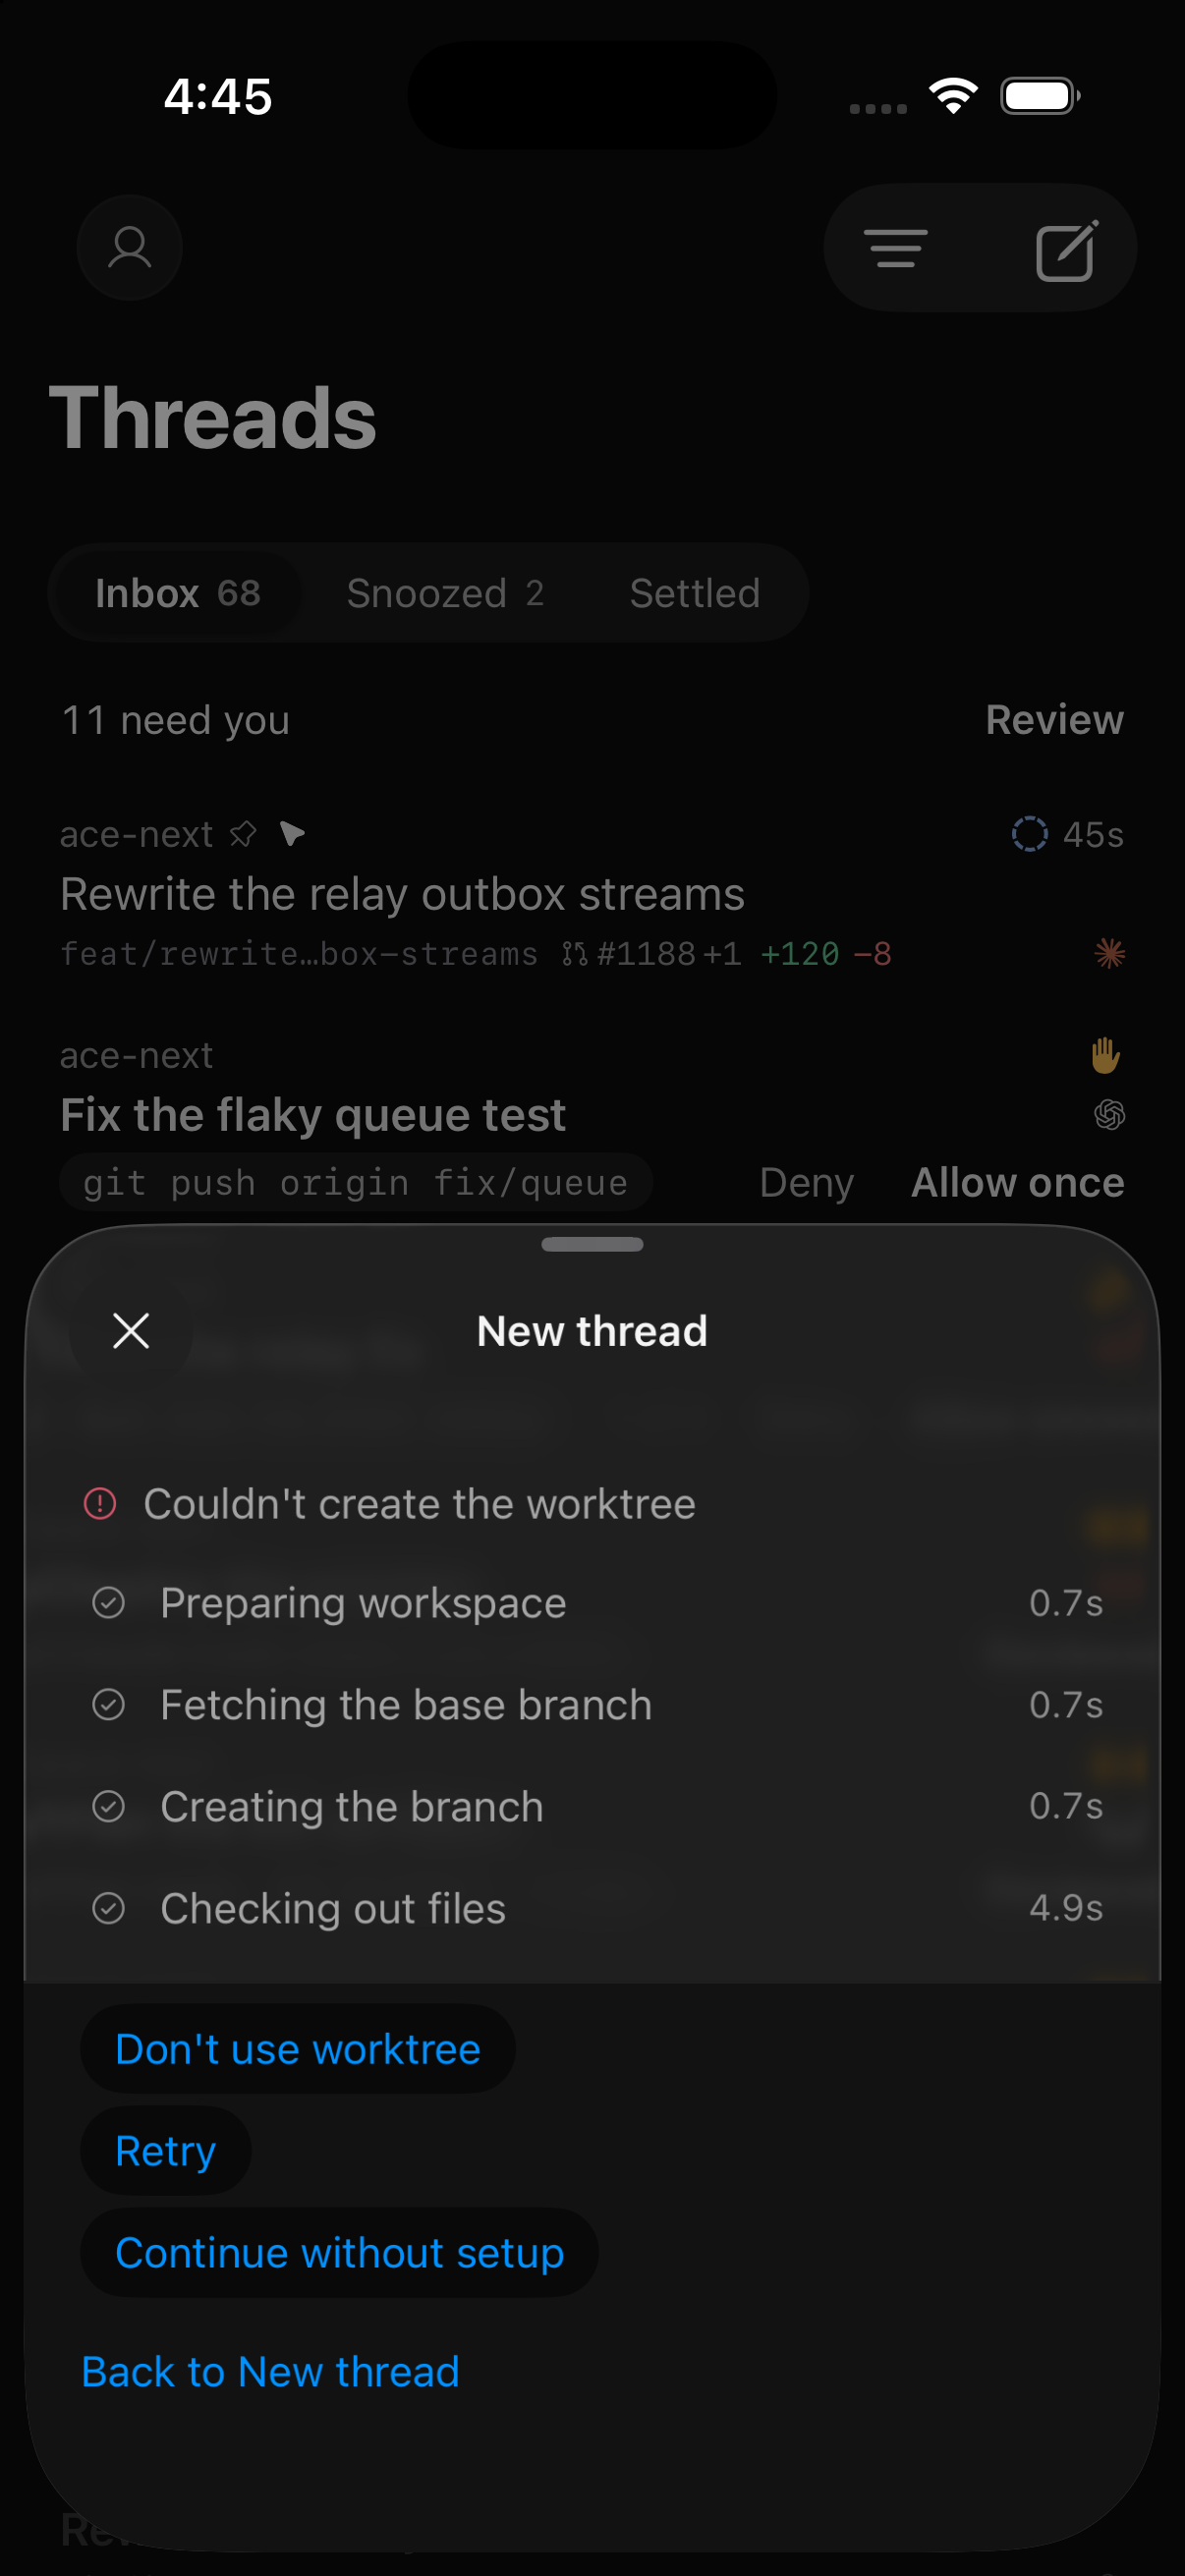 4:45
Threads
Inbox 68 Snoozed 2 Settled
11 need you Review
ace-next 45s
Rewrite the relay outbox streams
feat/rewrite…box-streams #1188 +1 +120 −8
ace-next
Fix the flaky queue test
git push origin fix/queue Deny Allow once
New thread
Couldn't create the worktree
Preparing workspace 0.7s
Fetching the base branch 0.7s
Creating the branch 0.7s
Checking out files 4.9s
Don't use worktree
Retry
Continue without setup
Back to New thread